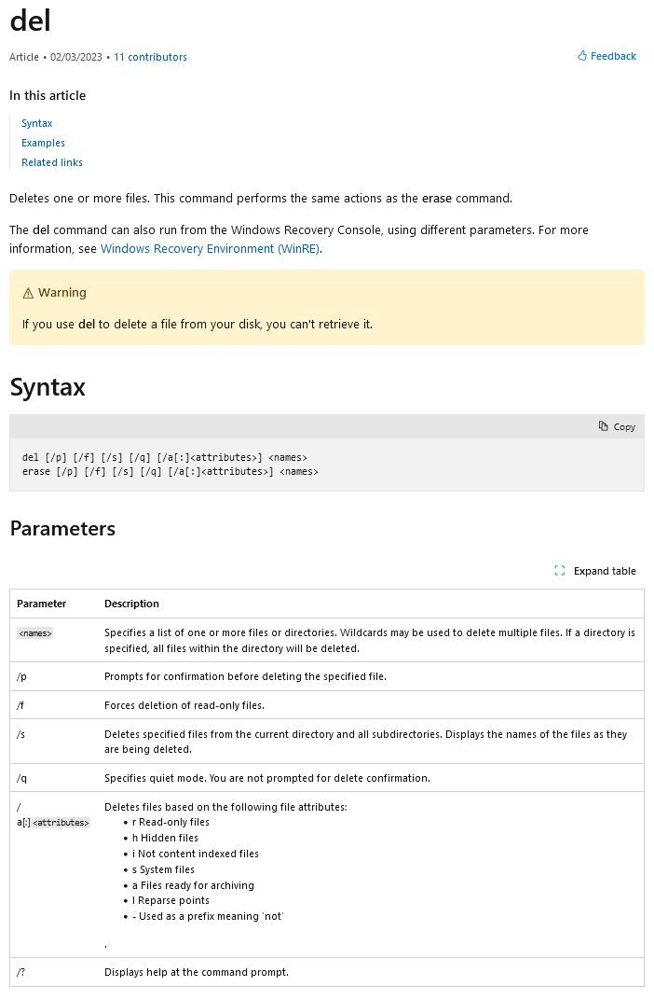 del
Article • 02/03/2023 • 11 contributors
Feedback
In this article
Syntax
Examples
Related links
Deletes one or more files. This command performs the same actions as the erase command.
The del command can also run from the Windows Recovery Console, using different parameters. For more
information, see Windows Recovery Environment (WinRE).
Warning
If you use del to delete a file from your disk, you can't retrieve it.
Syntax
Copy
del [/p] [/f] [/s] [/q] [/a[:]<attributes>] <names>
erase [/p] [/f] [/s] [/q] [/a[:]<attributes>] <names>
Parameters
Expand table
Parameter Description
<names> Specifies a list of one or more files or directories. Wildcards may be used to delete multiple files. If a directory is
specified, all files within the directory will be deleted.
/p Prompts for confirmation before deleting the specified file.
/f Forces deletion of read-only files.
/s Deletes specified files from the current directory and all subdirectories. Displays the names of the files as they
are being deleted.
/q Specifies quiet mode. You are not prompted for delete confirmation.
/ Deletes files based on the following file attributes:
a[:]<attributes> • r Read-only files
• h Hidden files
• i Not content indexed files
• s System files
• a Files ready for archiving
• l Reparse points
• - Used as a prefix meaning 'not'
.
/? Displays help at the command prompt.